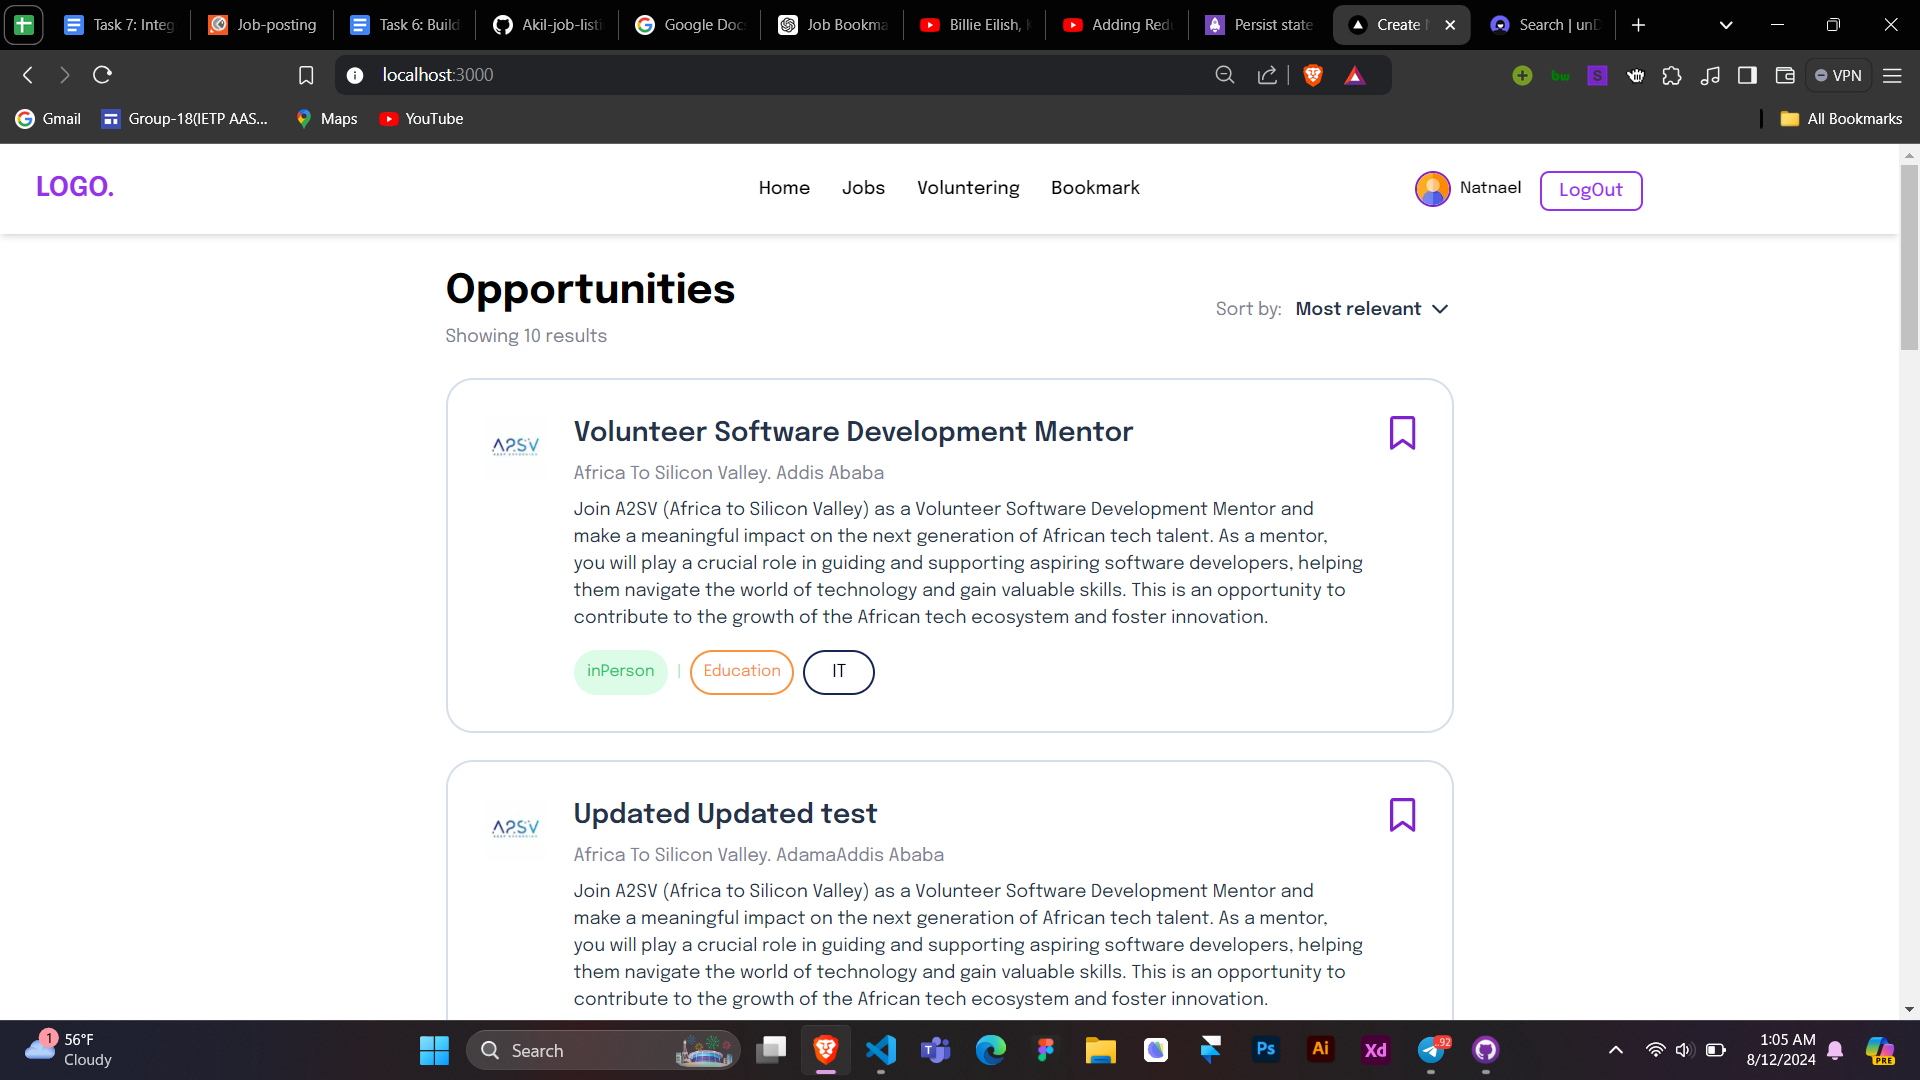 Task 7: Integ
Job-posting
Task 6: Build
Akil-job-listi
Google Doc
Job Bookma
Billie Eilish,
Adding Redu
Persist state
Create
Search | unD
localhost:3000
VPN
Gmail
Group-18(IETP AAS...
Maps
YouTube
All Bookmarks
LOGO.
Home
Jobs
Voluntering
Bookmark
Natnael
LogOut
Opportunities
Sort by: Most relevant
Showing 10 results
A2SV
Volunteer Software Development Mentor
Africa To Silicon Valley. Addis Ababa
Join A2SV (Africa to Silicon Valley) as a Volunteer Software Development Mentor and
make a meaningful impact on the next generation of African tech talent. As a mentor,
you will play a crucial role in guiding and supporting aspiring software developers, helping
them navigate the world of technology and gain valuable skills. This is an opportunity to
contribute to the growth of the African tech ecosystem and foster innovation.
inPerson | Education IT
A2SV
Updated Updated test
Africa To Silicon Valley. AdamaAddis Ababa
Join A2SV (Africa to Silicon Valley) as a Volunteer Software Development Mentor and
make a meaningful impact on the next generation of African tech talent. As a mentor,
you will play a crucial role in guiding and supporting aspiring software developers, helping
them navigate the world of technology and gain valuable skills. This is an opportunity to
contribute to the growth of the African tech ecosystem and foster innovation.
1
56°F
Cloudy
Search
Ps
Ai
Xd
92
1:05 AM
8/12/2024
PRE